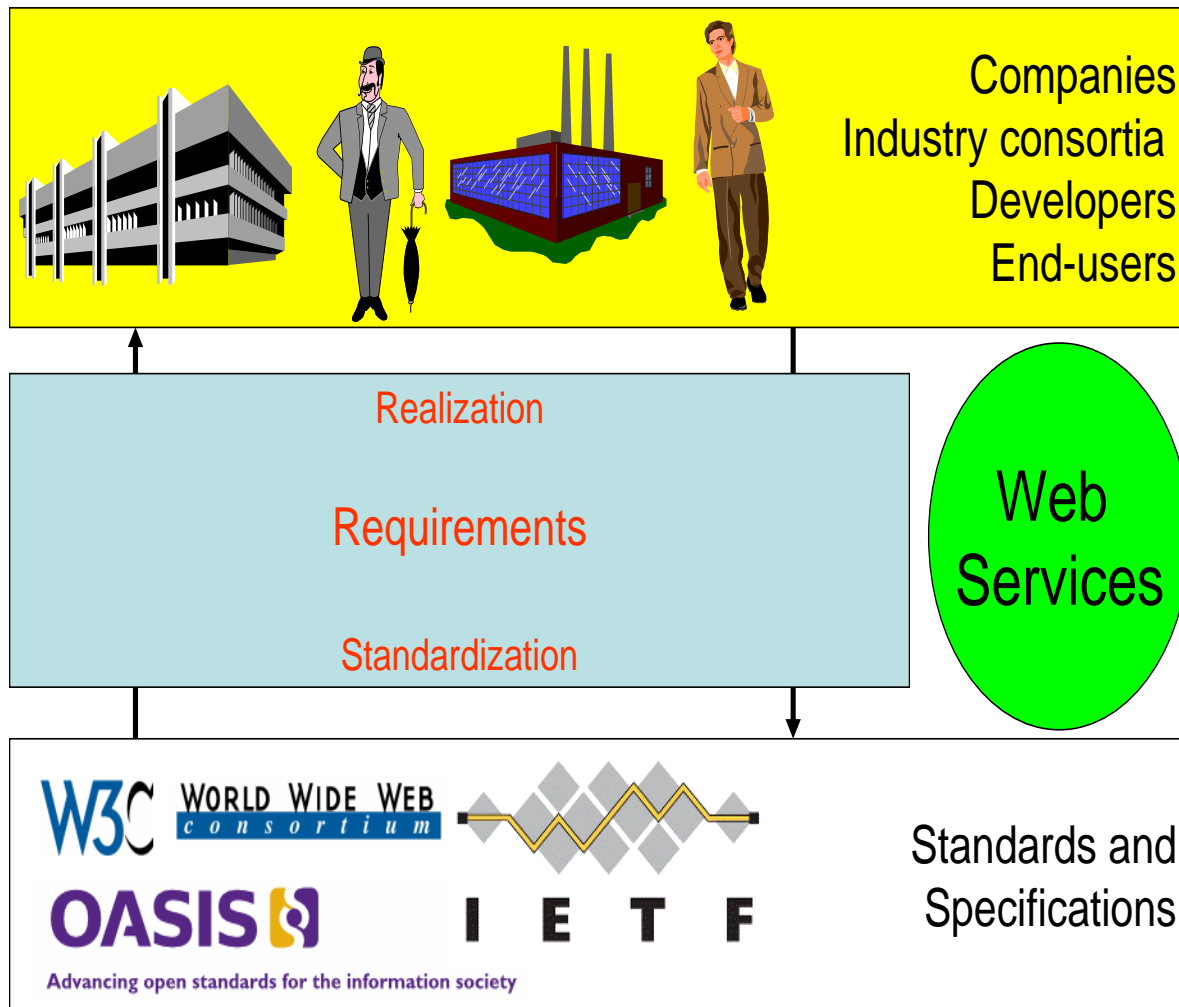 Companies
Industry consortia
Developers
End-users
Realization
Requirements
Standardization
Web
Services
W3C WORLD WIDE WEB
consortium
OASIS
Advancing open standards for the information society
I E T F
Standards and
Specifications